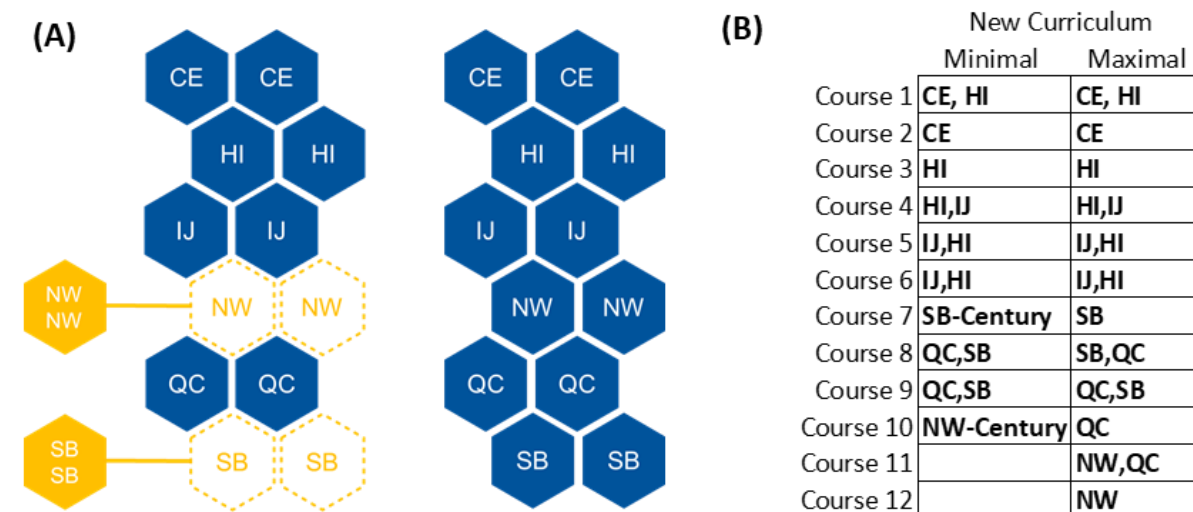 (A)
CE CE
HI HI
IJ IJ
NW
NW
NW NW
QC QC
SB
SB
SB SB
CE CE
HI HI
IJ IJ
NW NW
QC QC
SB SB
(B)
New Curriculum
Minimal Maximal
Course 1 CE, HI CE, HI
Course 2 CE CE
Course 3 HI HI
Course 4 HI,IJ HI,IJ
Course 5 IJ,HI IJ,HI
Course 6 IJ,HI IJ,HI
Course 7 SB-Century SB
Course 8 QC,SB SB,QC
Course 9 QC,SB QC,SB
Course 10 NW-Century QC
Course 11 NW,QC
Course 12 NW